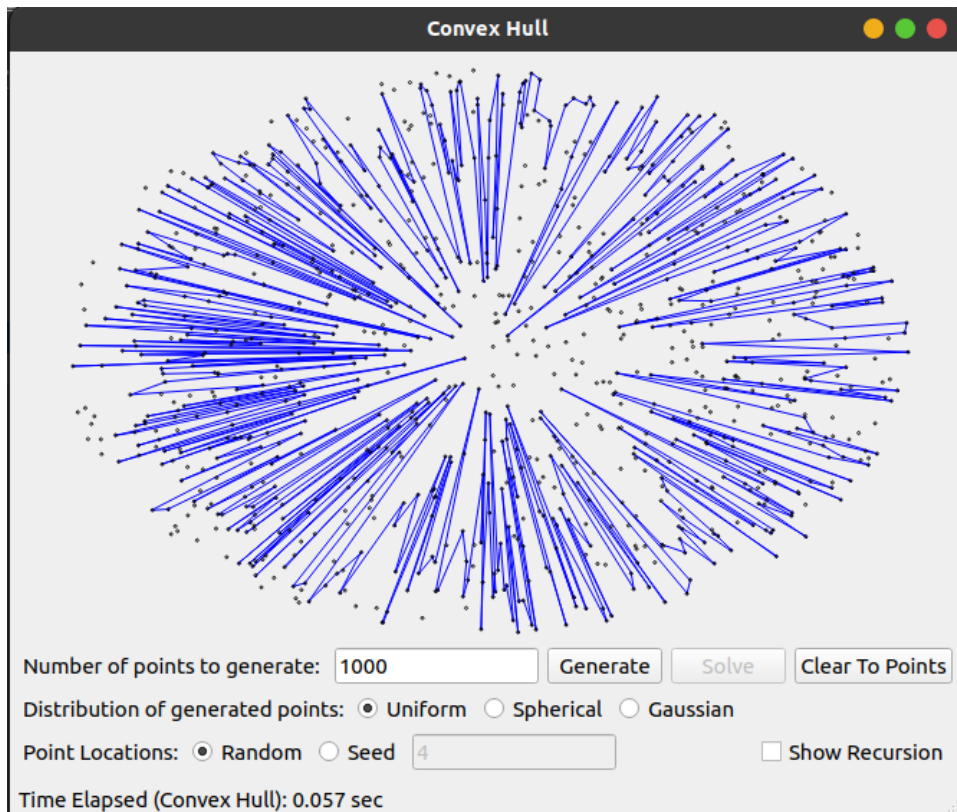 Convex Hull
Number of points to generate: 1000 Generate Solve Clear To Points
Distribution of generated points: Uniform Spherical Gaussian
Point Locations: Random Seed 4 Show Recursion
Time Elapsed (Convex Hull): 0.057 sec